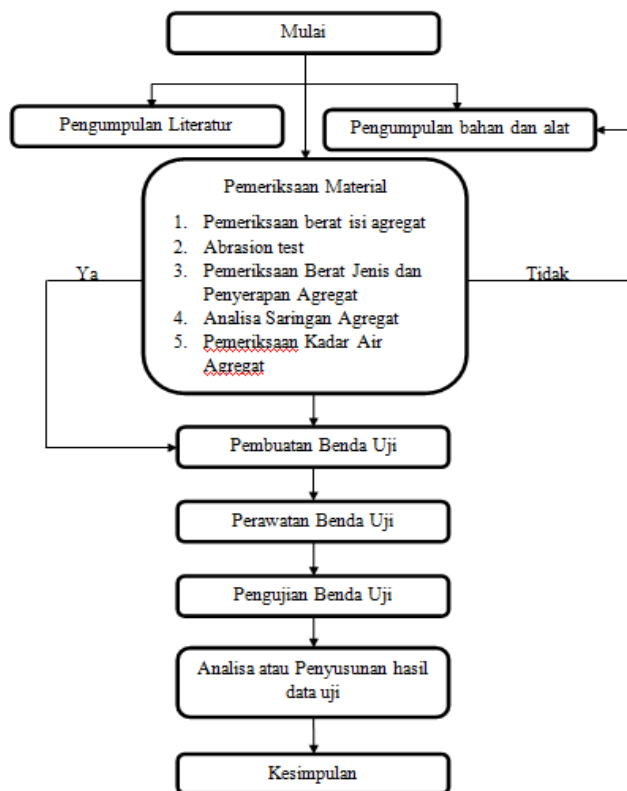 Mulai
Pengumpulan Literatur
Pengumpulan bahan dan alat
Pemeriksaan Material
1. Pemeriksaan berat isi agregat
2. Abrasion test
3. Pemeriksaan Berat Jenis dan
Penyerapan Agregat
4. Analisa Saringan Agregat
5. Pemeriksaan Kadar Air
Agregat
Ya
Tidak
Pembuatan Benda Uji
Perawatan Benda Uji
Pengujian Benda Uji
Analisa atau Penyusunan hasil
data uji
Kesimpulan